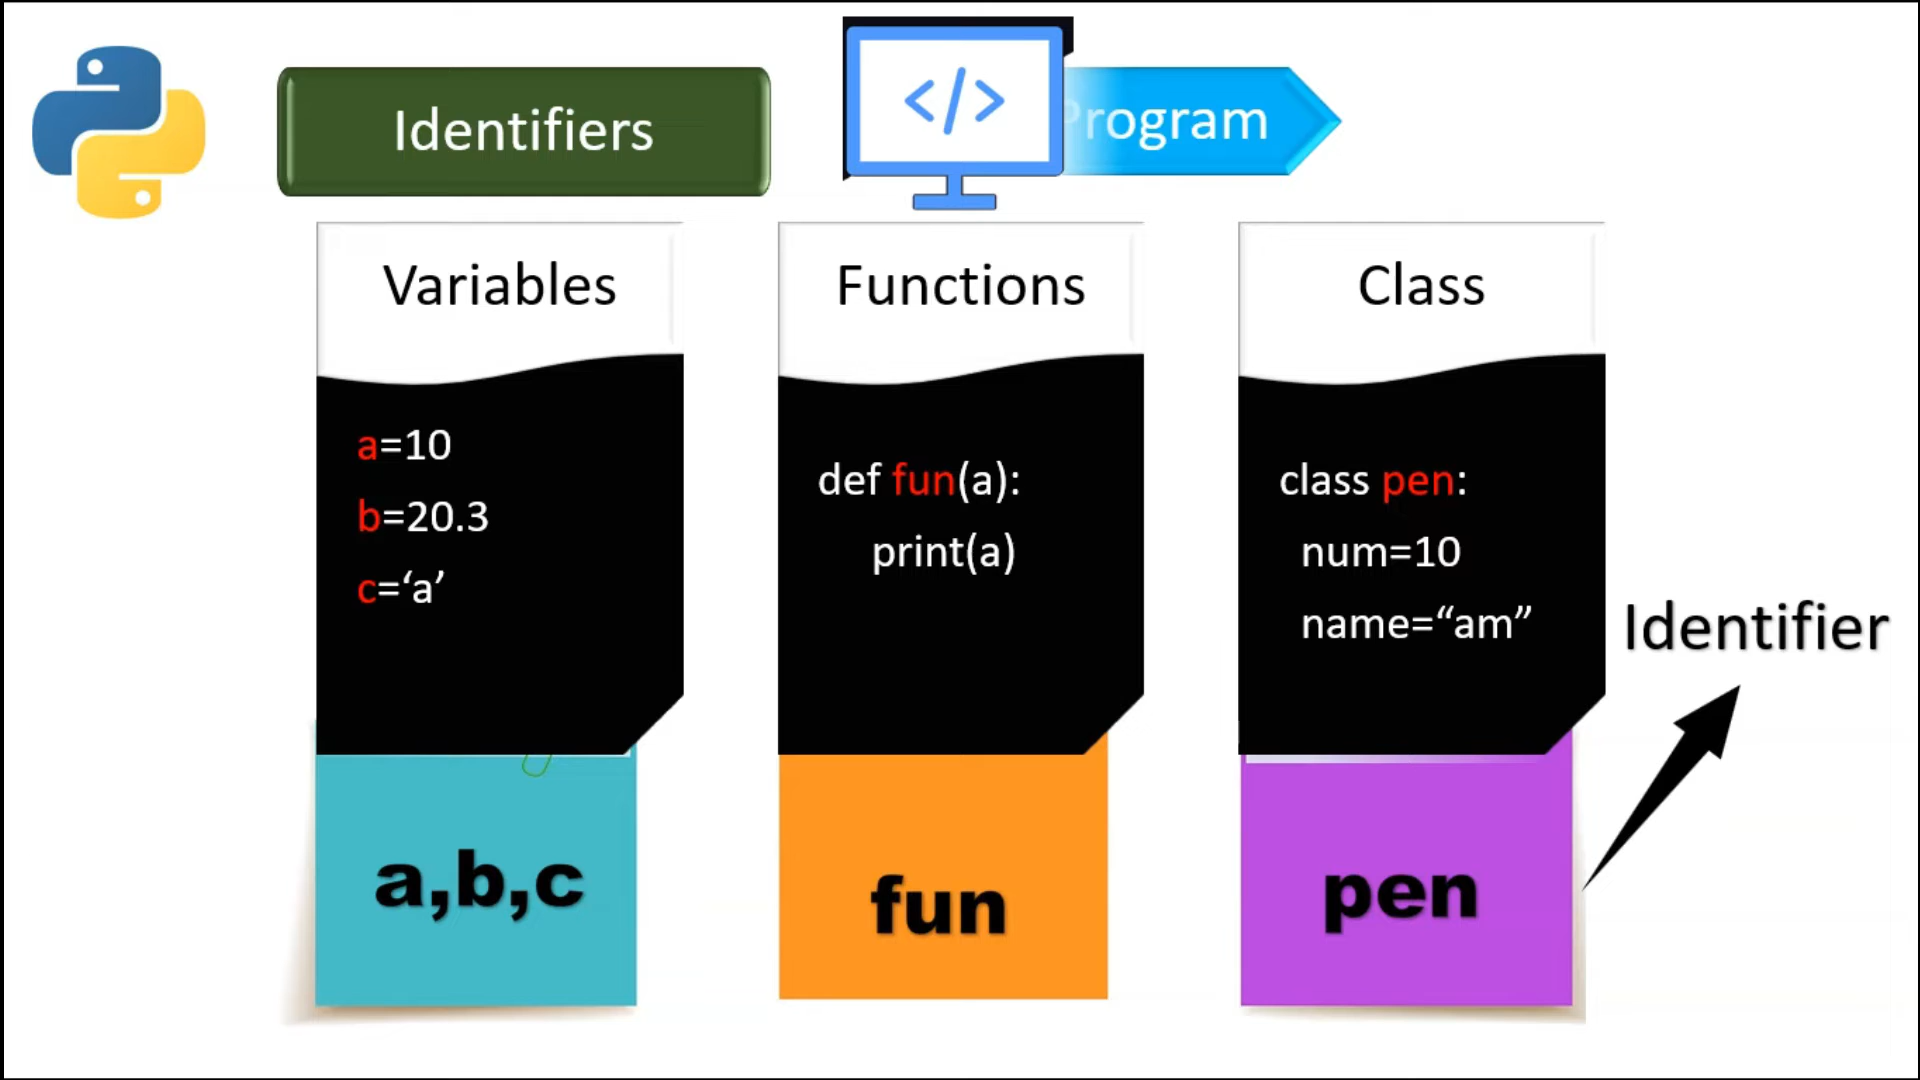 Identifiers
</>
Program
Variables
Functions
Class
a=10
b=20.3
c=‘a’
def fun(a):
print(a)
class pen:
num=10
name=“am”
Identifier
a,b,c
fun
pen